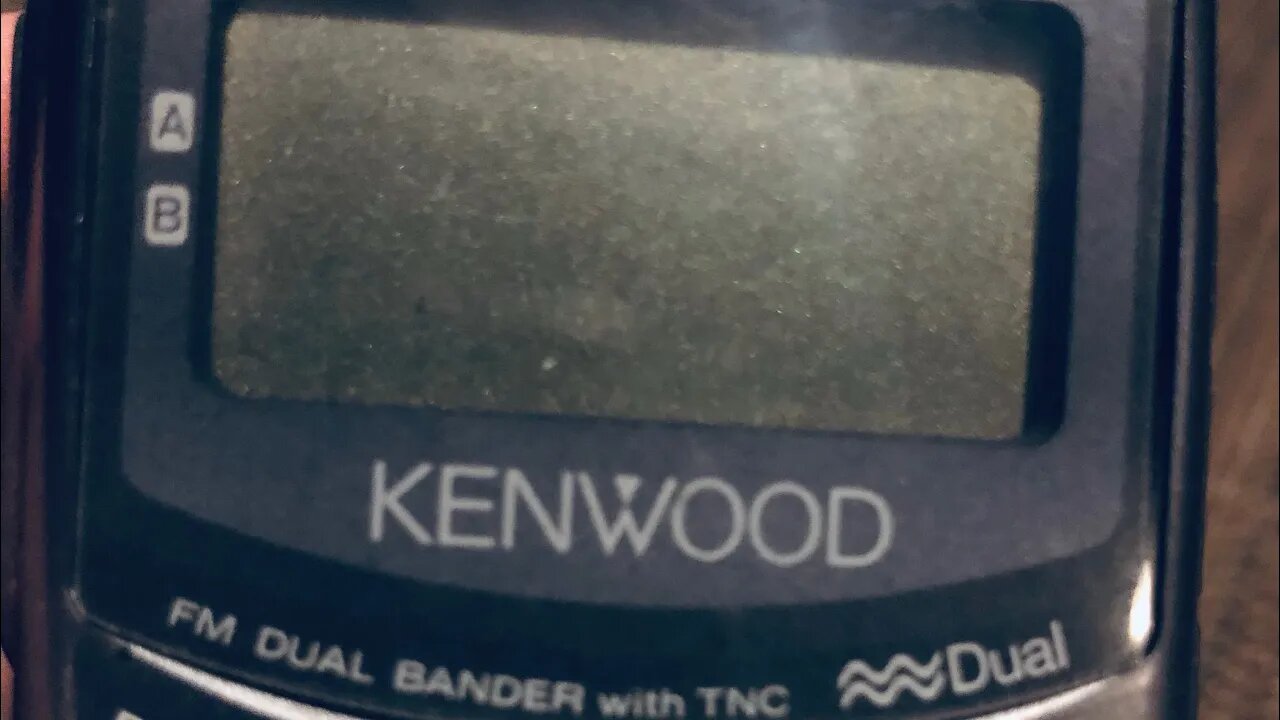 A
B
KENWOOD
FM DUAL BANDER with TNC
Dual